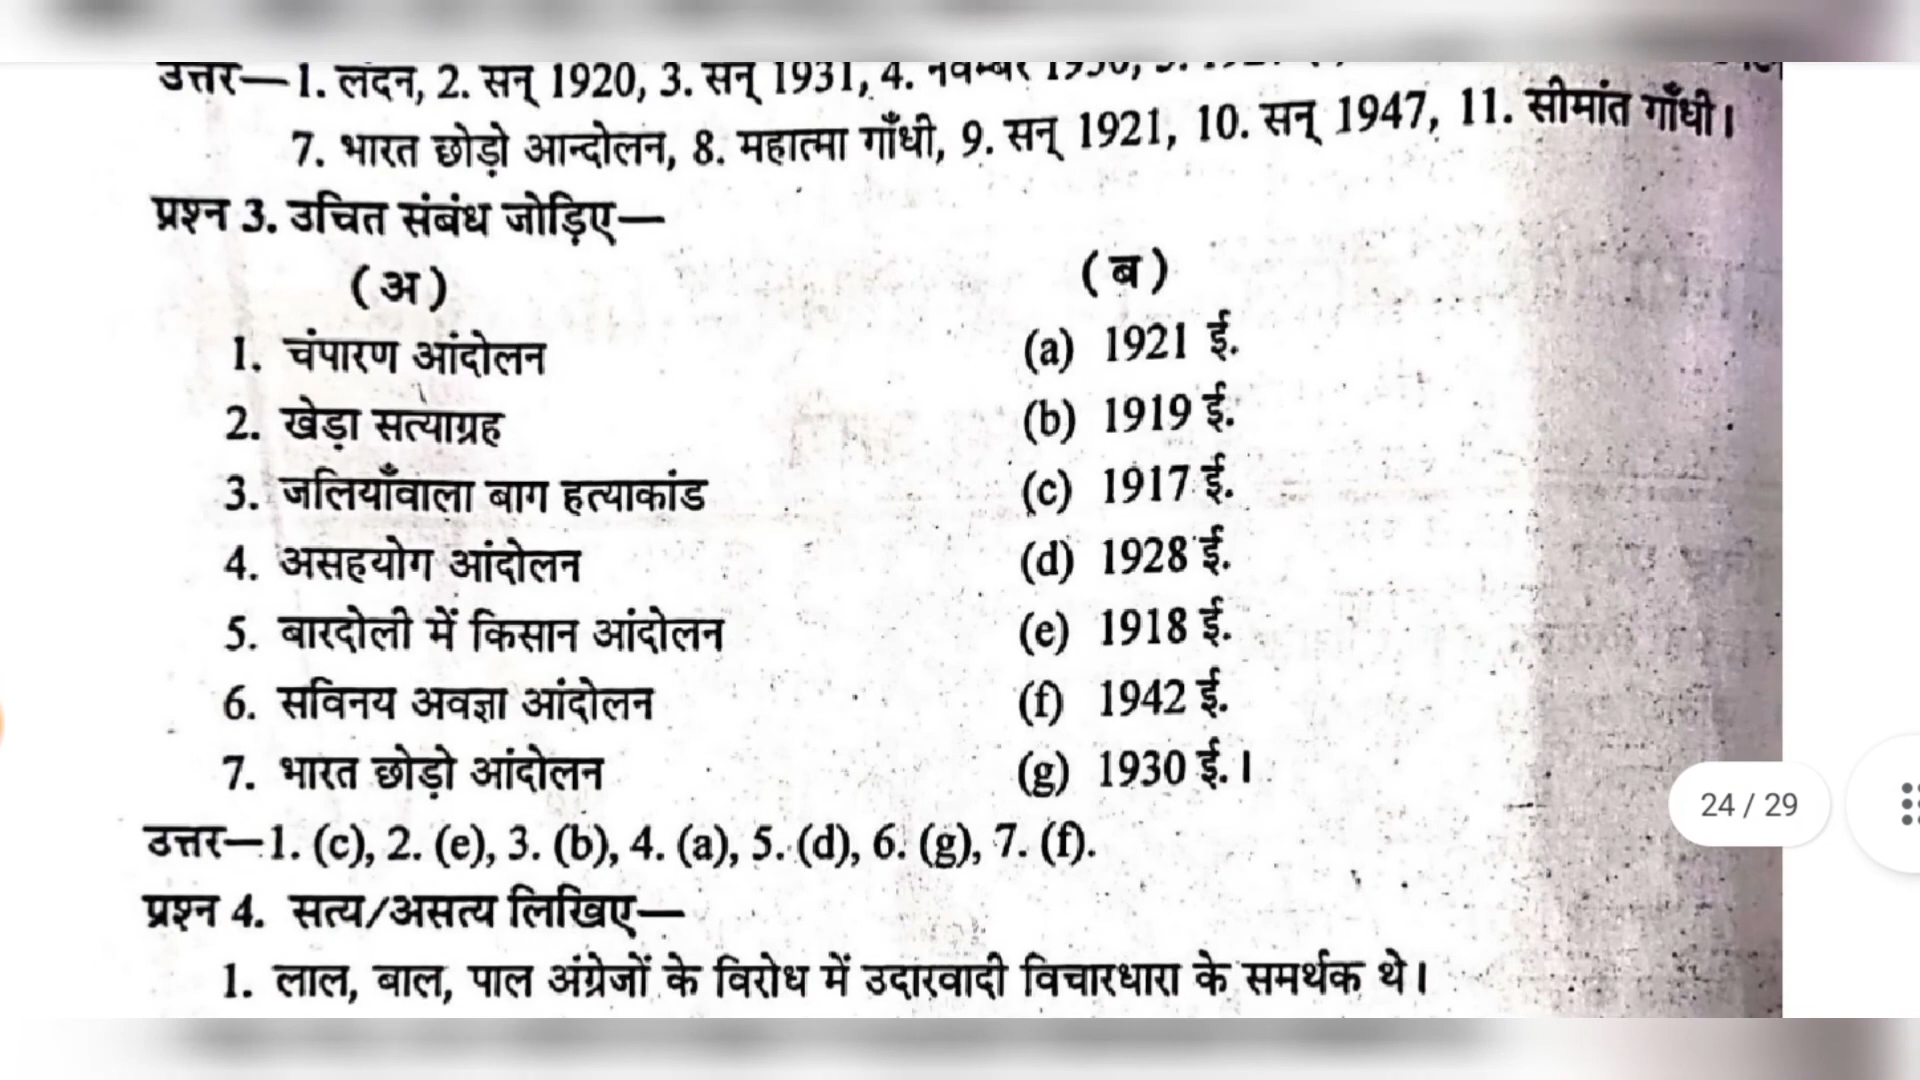 उत्तर—1. लंदन, 2. सन् 1920, 3. सन् 1931, 4. नवम्बर 1930,
7. भारत छोड़ो आन्दोलन, 8. महात्मा गाँधी, 9. सन् 1921, 10. सन् 1947, 11. सीमांत गाँधी।
प्रश्न 3. उचित संबंध जोड़िए—
(अ) (ब)
1. चंपारण आंदोलन (a) 1921 ई.
2. खेड़ा सत्याग्रह (b) 1919 ई.
3. जलियाँवाला बाग हत्याकांड (c) 1917 ई.
4. असहयोग आंदोलन (d) 1928 ई.
5. बारदोली में किसान आंदोलन (e) 1918 ई.
6. सविनय अवज्ञा आंदोलन (f) 1942 ई.
7. भारत छोड़ो आंदोलन (g) 1930 ई.।
24 / 29
उत्तर—1. (c), 2. (e), 3. (b), 4. (a), 5. (d), 6. (g), 7. (f).
प्रश्न 4. सत्य/असत्य लिखिए—
1. लाल, बाल, पाल अंग्रेजों के विरोध में उदारवादी विचारधारा के समर्थक थे।